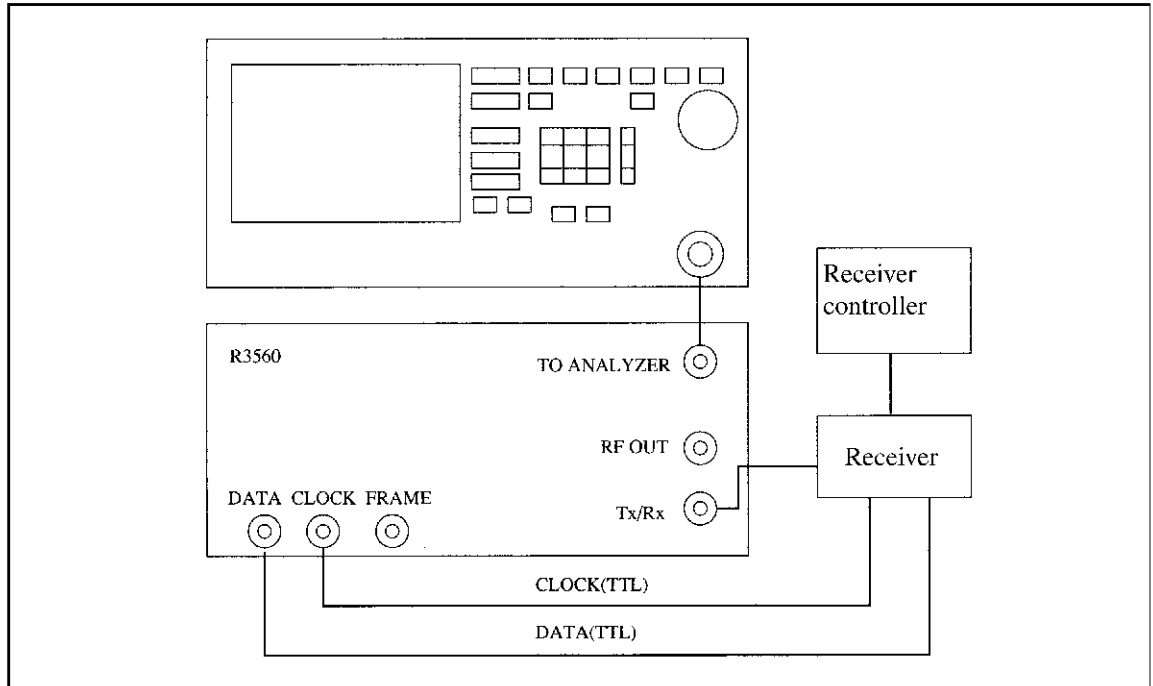 R3560
TO ANALYZER
RF OUT
Tx/Rx
DATA CLOCK FRAME
Receiver
controller
Receiver
CLOCK(TTL)
DATA(TTL)